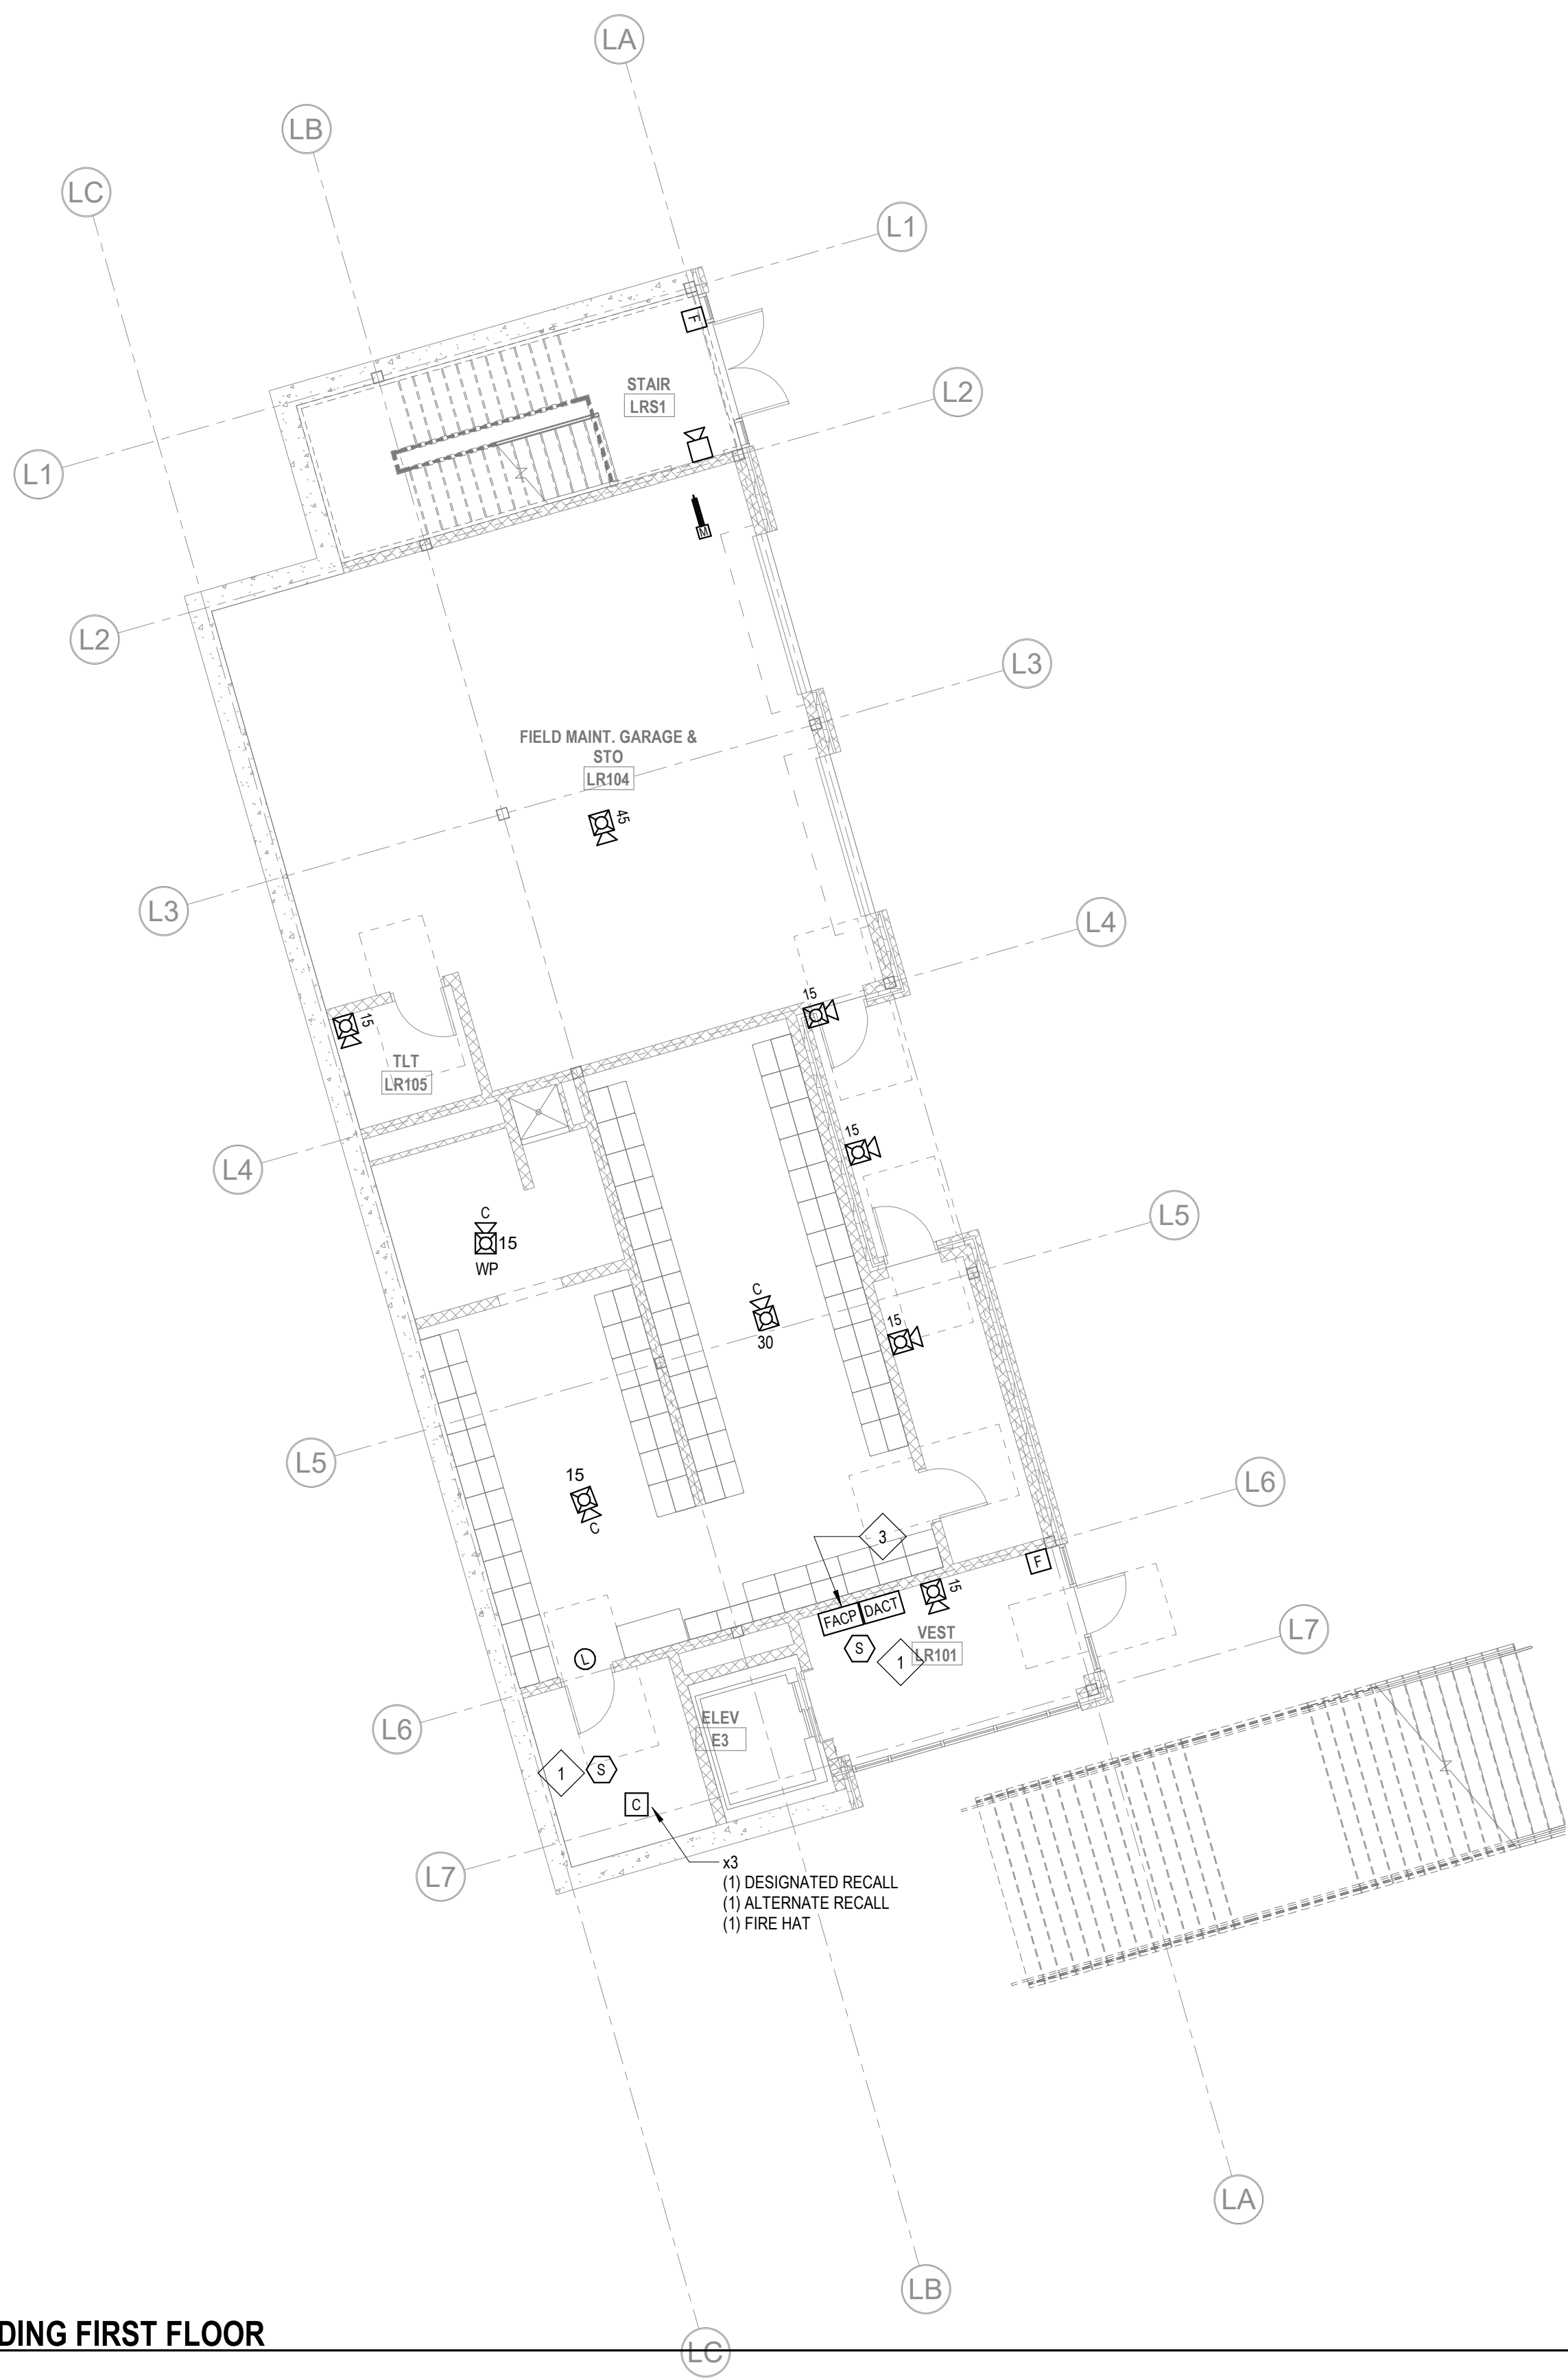 LA
LB
LC
L1
F
STAIR
LRS1
L2
L1
M
L2
L3
FIELD MAINT. GARAGE &
STO
LR104
45
L3
L4
15
15
TLT
LR105
15
L4
C
15
WP
L5
C
30
15
L5
15
C
L6
3
F
15
FACP DACT
VEST
LR101
S
1
L
L7
L6
ELEV
E3
1
S
C
x3
(1) DESIGNATED RECALL
(1) ALTERNATE RECALL
(1) FIRE HAT
L7
LA
LB
LC
DING FIRST FLOOR